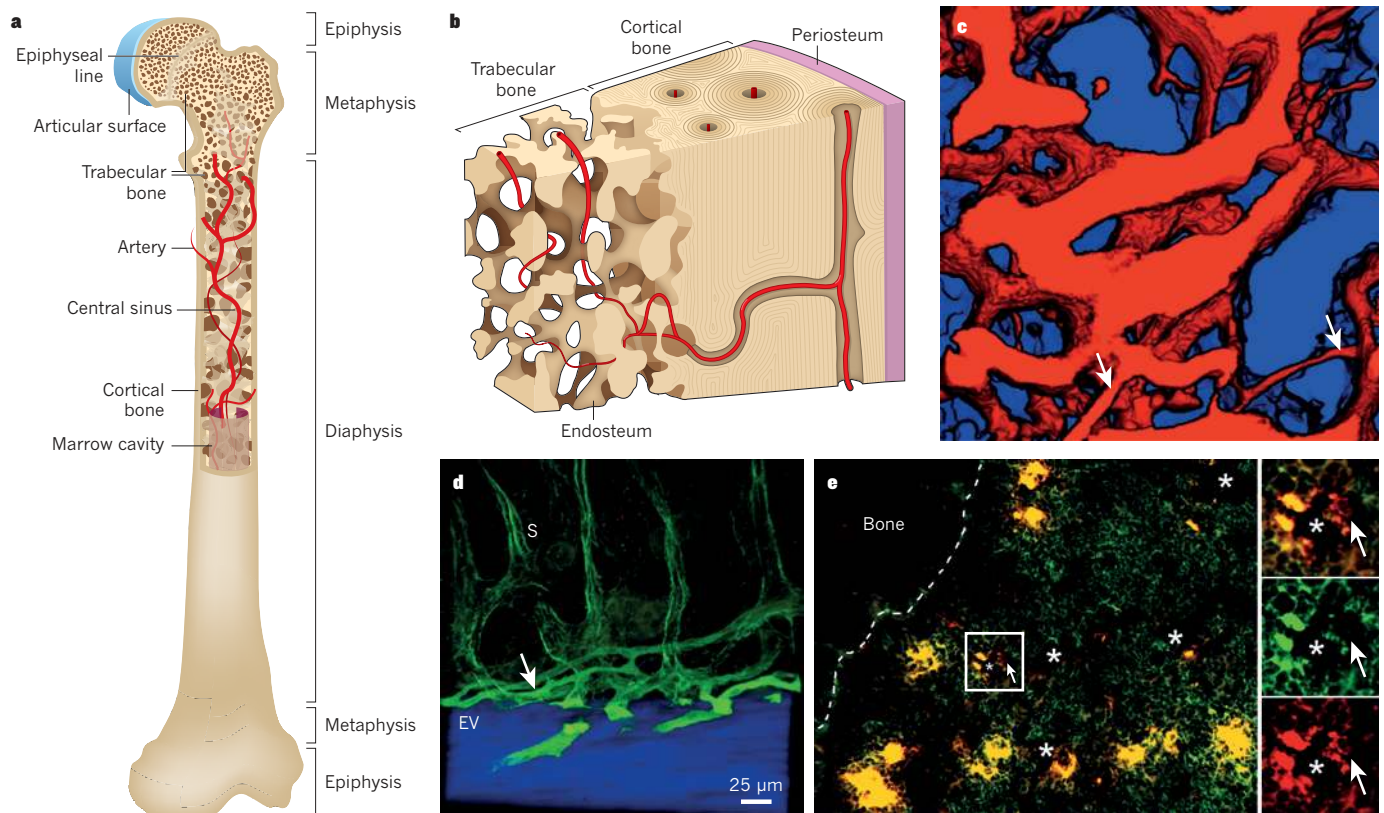 a
Epiphyseal
line
Articular surface
Trabecular
bone
Artery
Central sinus
Cortical
bone
Marrow cavity
Epiphysis
Metaphysis
Diaphysis
Metaphysis
Epiphysis
b
Trabecular
bone
Cortical
bone
Periosteum
Endosteum
c
d
S
EV
25 µm
e
Bone
*
*
*
*
*
*
*
*